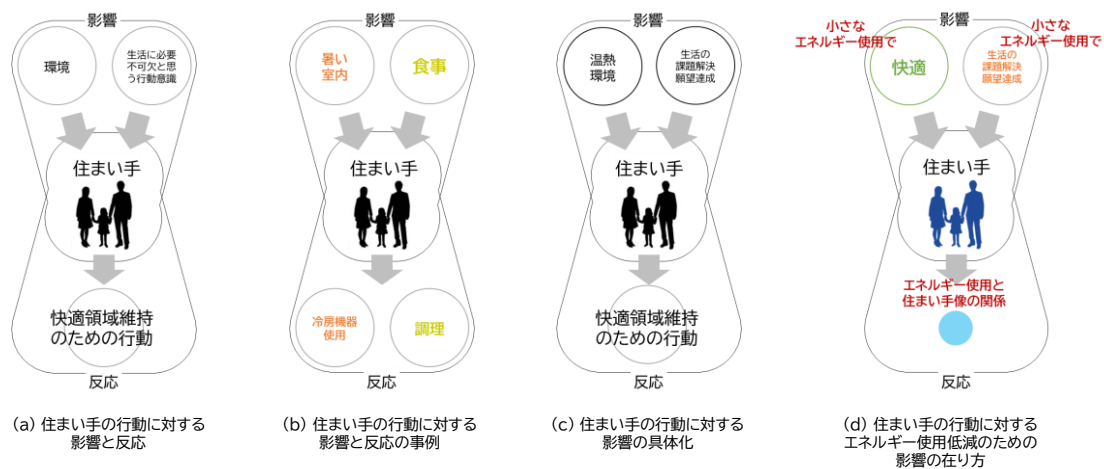 影響
環境
生活に必要
不可欠と思
う行動意識
住まい手
快適領域維持
のための行動
反応
(a) 住まい手の行動に対する
影響と反応
影響
暑い
室内
食事
住まい手
冷房機器
使用
調理
反応
(b) 住まい手の行動に対する
影響と反応の事例
影響
温熱
環境
生活の
課題解決
願望達成
住まい手
快適領域維持
のための行動
反応
(c) 住まい手の行動に対する
影響の具体化
影響
小さな
エネルギー使用で
小さな
エネルギー使用で
快適
生活の
課題解決
願望達成
住まい手
エネルギー使用と
住まい手像の関係
反応
(d) 住まい手の行動に対する
エネルギー使用低減のための
影響の在り方